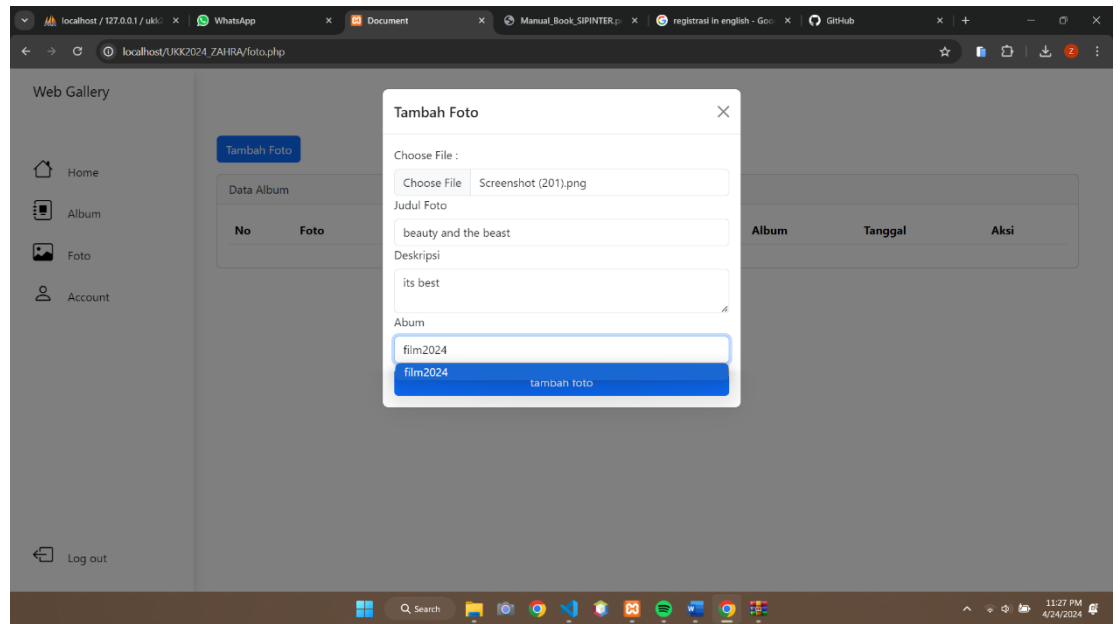 localhost / 127.0.0.1 / ukk2
WhatsApp
Document
Manual_Book_SIPINTER.p
registrasi in english - Goo
GitHub
localhost/UKK2024_ZAHRA/foto.php
Z
Web Gallery
Home
Album
Foto
Account
Log out
Tambah Foto
Data Album
No Foto Album Tanggal Aksi
Tambah Foto
Choose File :
Choose File Screenshot (201).png
Judul Foto
beauty and the beast
Deskripsi
its best
Abum
film2024
film2024
tambah foto
Search
11:27 PM
4/24/2024